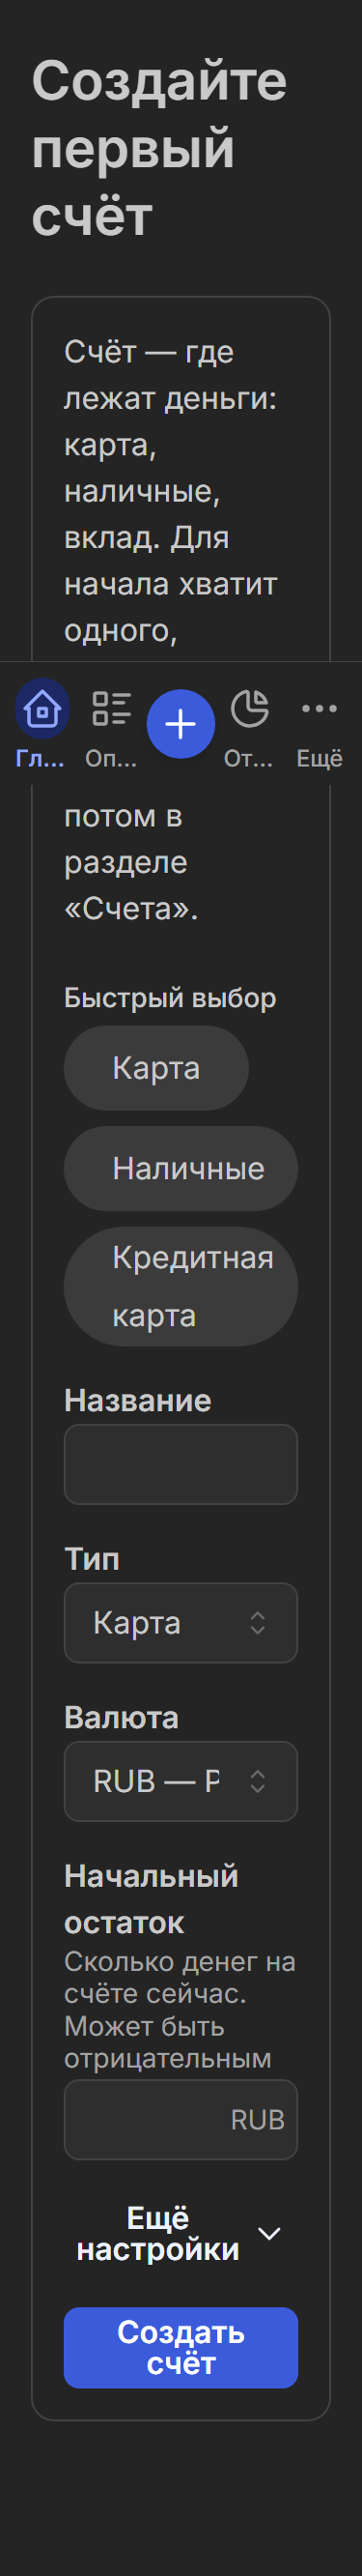 Создайте
первый
счёт
Счёт — где
лежат деньги:
карта,
наличные,
вклад. Для
начала хватит
одного,
Гл...
Оп...
От...
Ещё
потом в
разделе
«Счета».
Быстрый выбор
Карта
Наличные
Кредитная
карта
Название
Тип
Карта
Валюта
RUB — Р
Начальный
остаток
Сколько денег на
счёте сейчас.
Может быть
отрицательным
RUB
Ещё
настройки
Создать
счёт